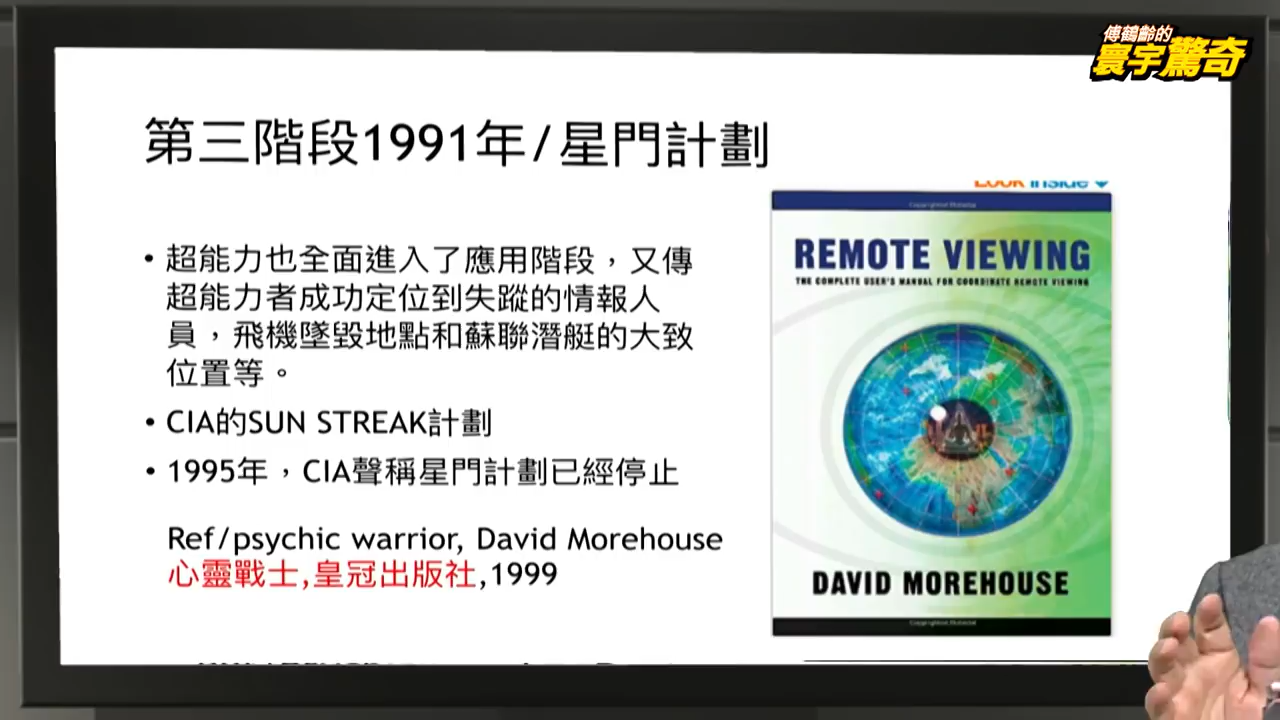 傅鶴齡的
寰宇驚奇
第三階段1991年/星門計劃
Look Inside
• 超能力也全面進入了應用階段，又傳
超能力者成功定位到失蹤的情報人
員，飛機墜毀地點和蘇聯潛艇的大致
位置等。
• CIA的SUN STREAK計劃
• 1995年，CIA聲稱星門計劃已經停止
Ref/psychic warrior, David Morehouse
心靈戰士,皇冠出版社,1999
Copyrighted Material
REMOTE VIEWING
THE COMPLETE USER'S MANUAL FOR COORDINATE REMOTE VIEWING
DAVID MOREHOUSE
Copyrighted Material